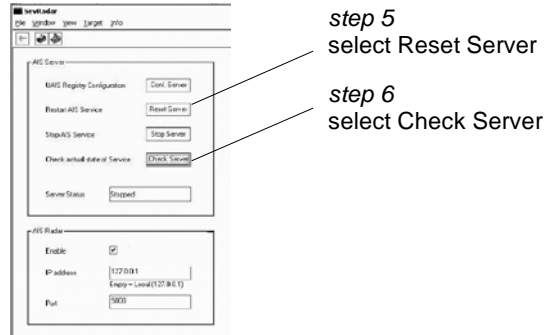 SevRadar
File Window View Target Info
AIS Server
UAIS Registry Configuration
Conf. Server
Restart AIS Service
Reset Server
Stop AIS Service
Stop Server
Check actuall state of Service
Check Server
Server Status
Stopped
AIS Radar
Enable
IP address
127.0.0.1
Empty = Local (127.0.0.1)
Port
5800
step 5
select Reset Server
step 6
select Check Server